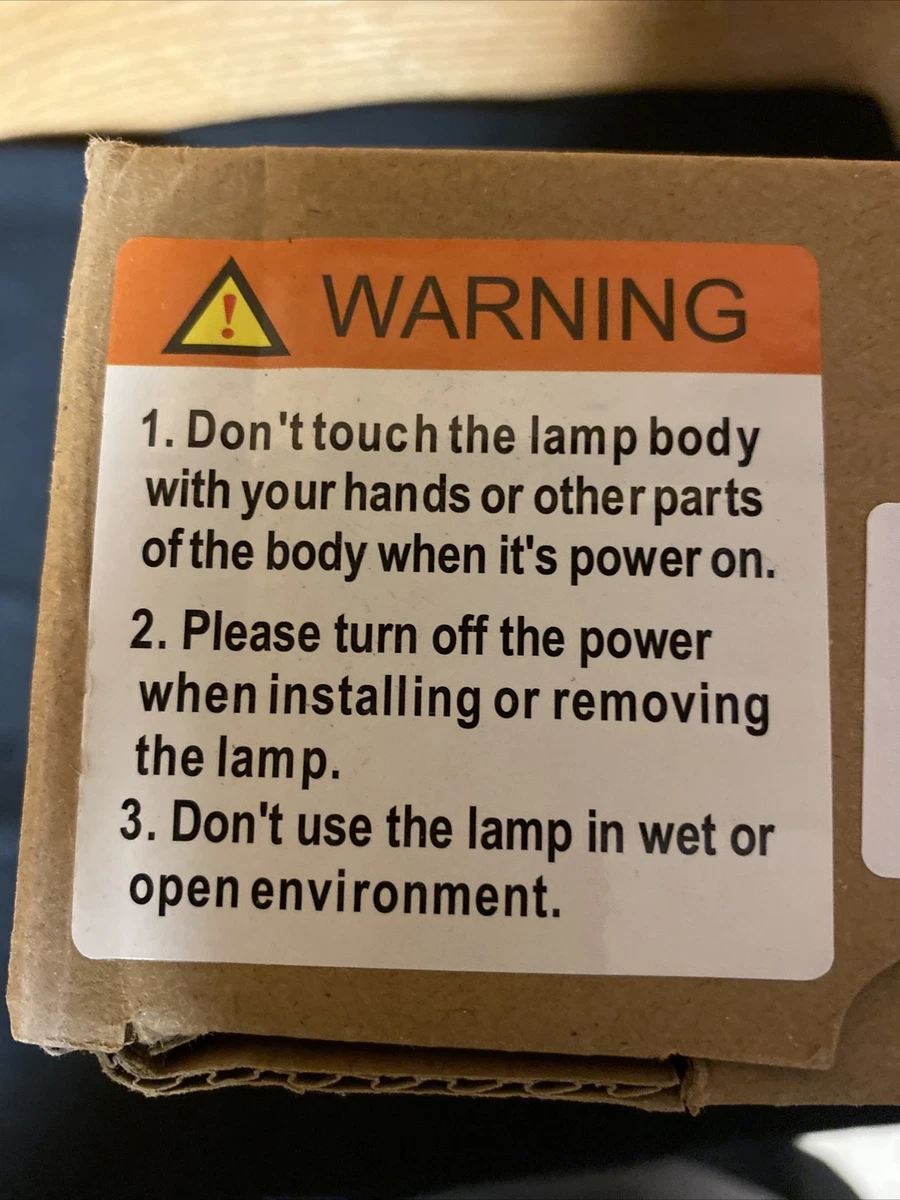 WARNING
1. Don't touch the lamp body
with your hands or other parts
of the body when it's power on.
2. Please turn off the power
when installing or removing
the lamp.
3. Don't use the lamp in wet or
open environment.